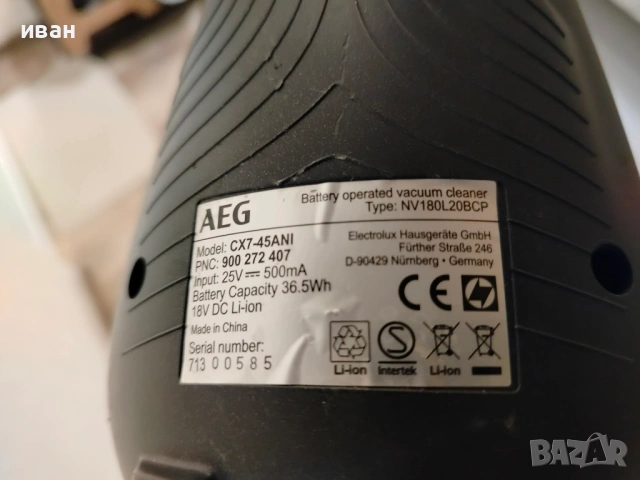 иван
AEG
Battery operated vacuum cleaner
Type: NV180L20BCP
Model: CX7-45ANI
PNC: 900 272 407
Input: 25V ⎓ 500mA
Battery Capacity 36.5Wh
18V DC Li-ion
Electrolux Hausgeräte GmbH
Fürther Straße 246
D-90429 Nürnberg • Germany
Made in China
Serial number:
713 00585
CE
Li-ion
S
Intertek
Li-ion
BAZAR